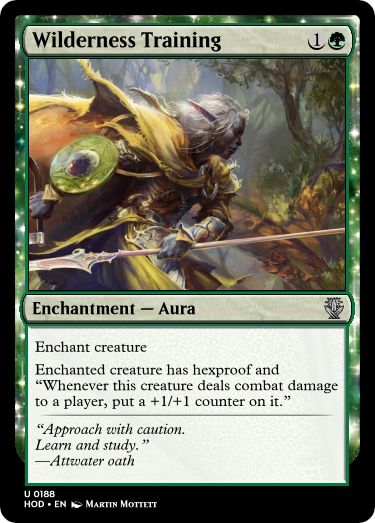 Wilderness Training 1
Enchantment — Aura
Enchant creature
Enchanted creature has hexproof and
“Whenever this creature deals combat damage
to a player, put a +1/+1 counter on it.”
“Approach with caution.
Learn and study.”
—Attwater oath
U 0188
HOD • EN Martin Mottett